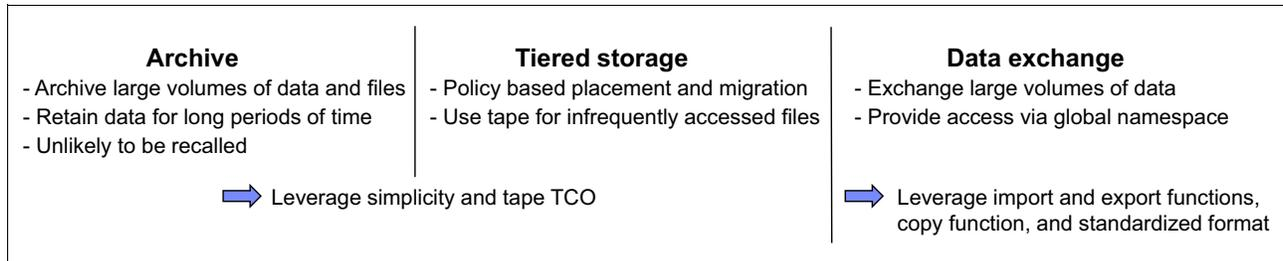 Archive
- Archive large volumes of data and files
- Retain data for long periods of time
- Unlikely to be recalled
Tiered storage
- Policy based placement and migration
- Use tape for infrequently accessed files
Leverage simplicity and tape TCO
Data exchange
- Exchange large volumes of data
- Provide access via global namespace
Leverage import and export functions,
copy function, and standardized format